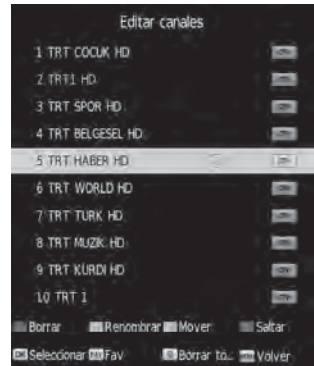 Editar canales
1 TRT COCUK HD
2 TRT1 HD
3 TRT SPOR HD
4 TRT BELGESEL HD
5 TRT HABER HD
6 TRT WORLD HD
7 TRT TURK HD
8 TRT MUZIK HD
9 TRT KURDI HD
10 TRT 1
Borrar Renombrar Mover Saltar
OK Seleccionar FAV Fav Borrar to... Volver